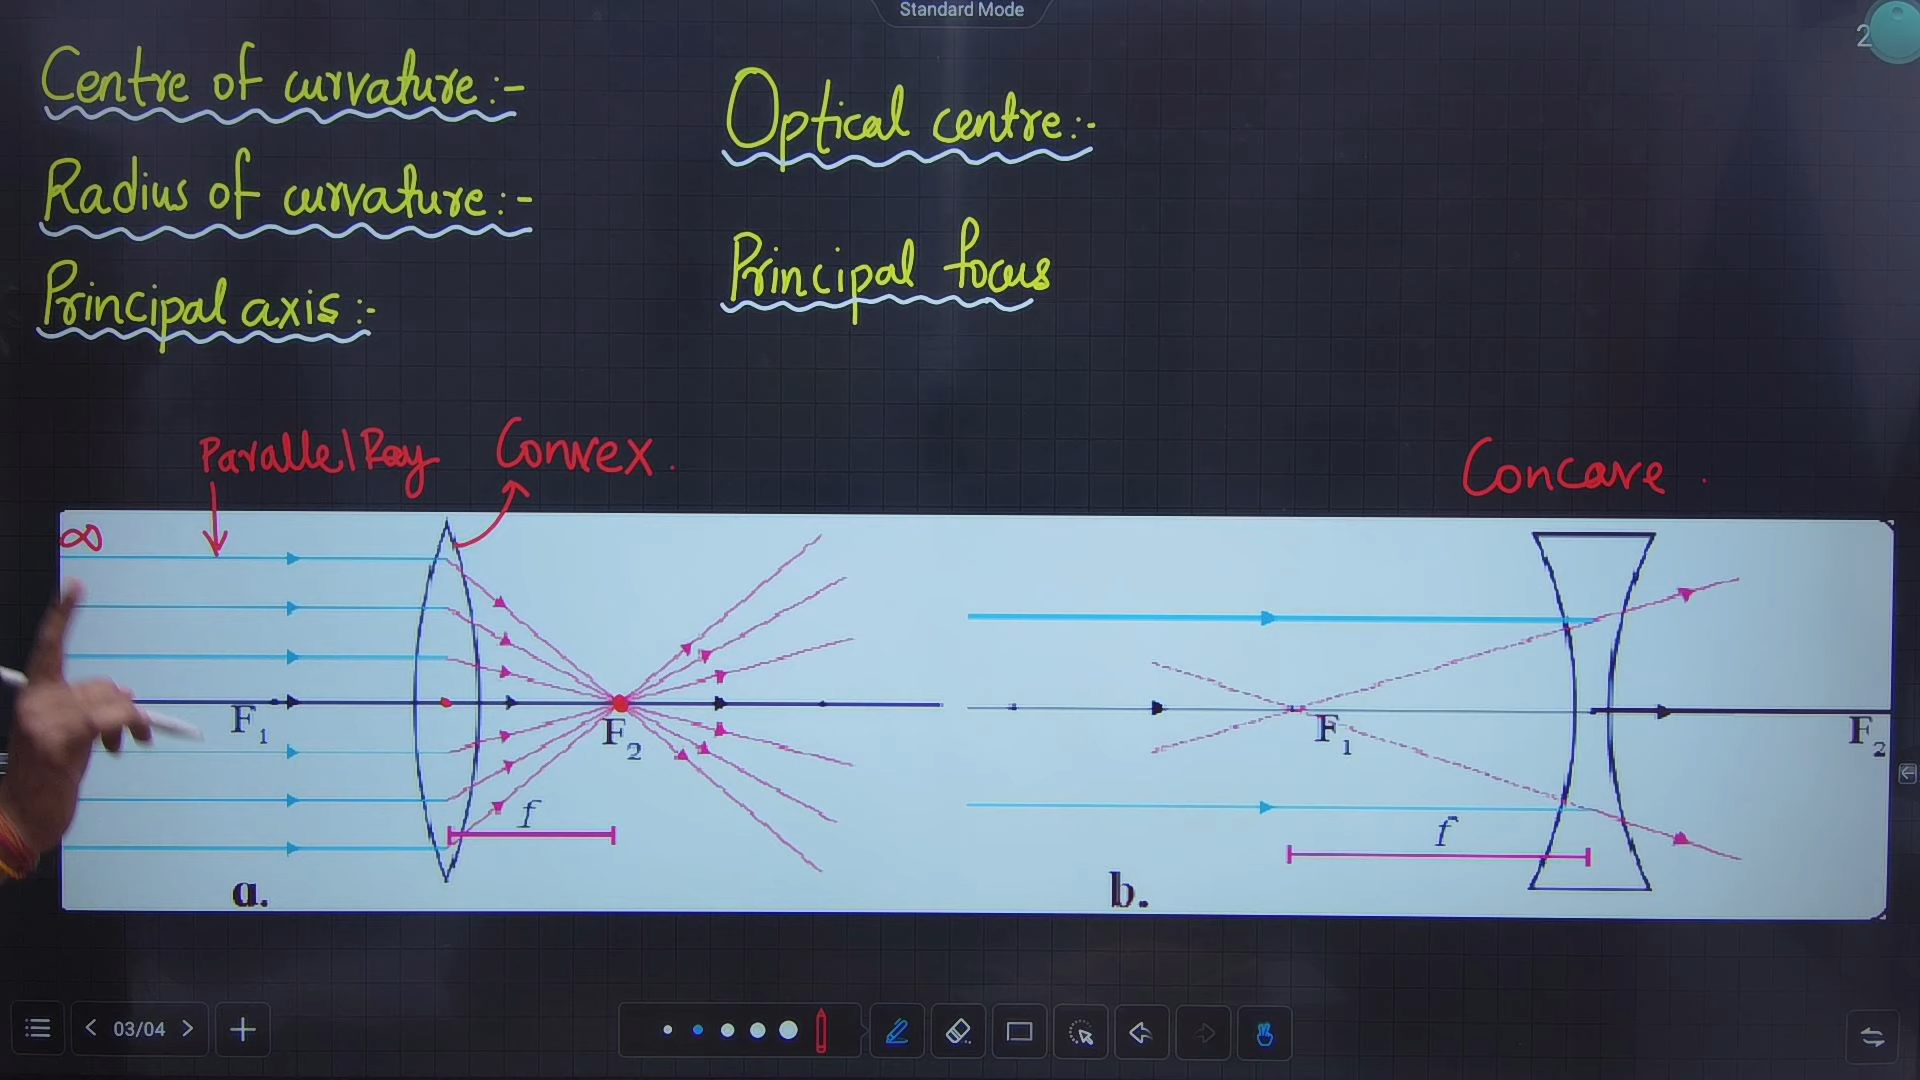 Standard Mode
2
Centre of curvature:-
Radius of curvature:-
Principal axis:-
Optical centre:-
Principal focus
Parallel Ray
Convex.
Concave.
∞
F1
F2
f
a.
F1
F2
f
b.
03/04